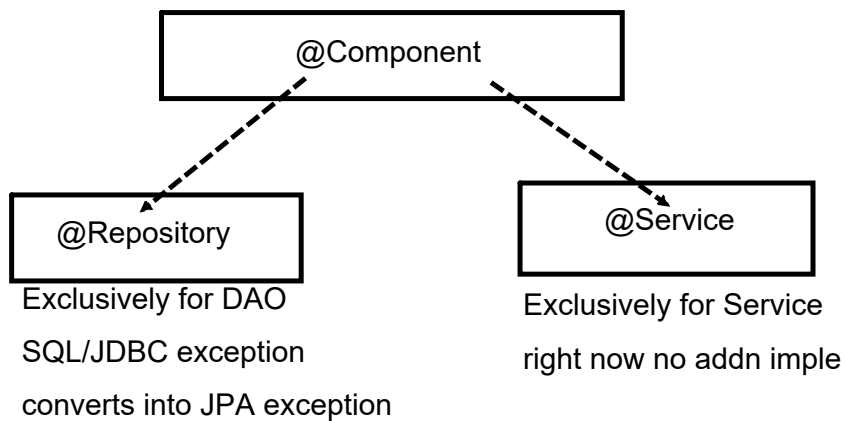 @Component
@Repository
Exclusively for DAO
SQL/JDBC exception
converts into JPA exception
@Service
Exclusively for Service
right now no addn imple